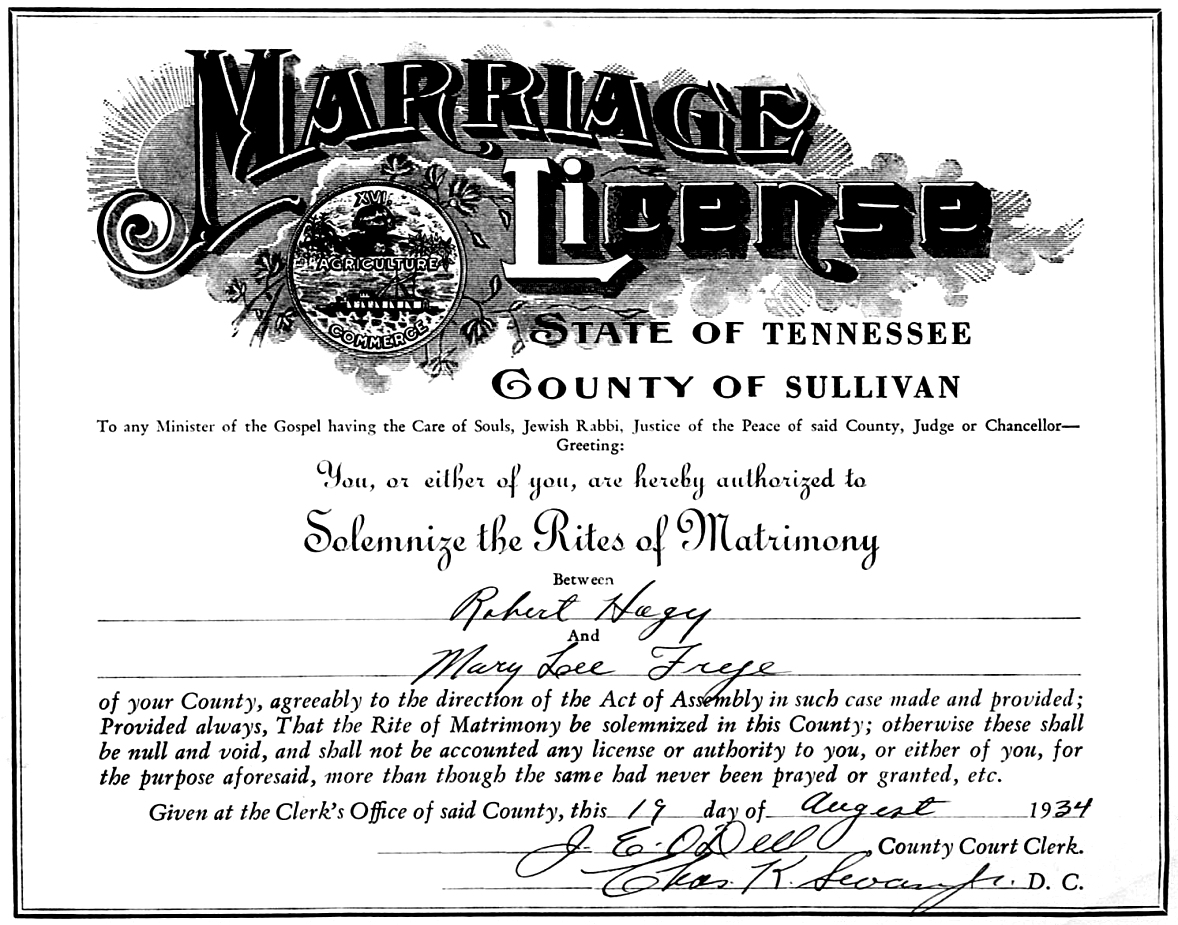 MARRIAGE
License
XVI
AGRICULTURE
COMMERCE
STATE OF TENNESSEE
COUNTY OF SULLIVAN
To any Minister of the Gospel having the Care of Souls, Jewish Rabbi, Justice of the Peace of said County, Judge or Chancellor—
Greeting:
You, or either of you, are hereby authorized to
Solemnize the Rites of Matrimony
Between
Robert Hagy
And
Mary Lee Frye
of your County, agreeably to the direction of the Act of Assembly in such case made and provided;
Provided always, That the Rite of Matrimony be solemnized in this County; otherwise these shall
be null and void, and shall not be accounted any license or authority to you, or either of you, for
the purpose aforesaid, more than though the same had never been prayed or granted, etc.
Given at the Clerk's Office of said County, this 19 day of August 1934
J. E. O'Dell, County Court Clerk.
Chas. K. Jr. D. C.